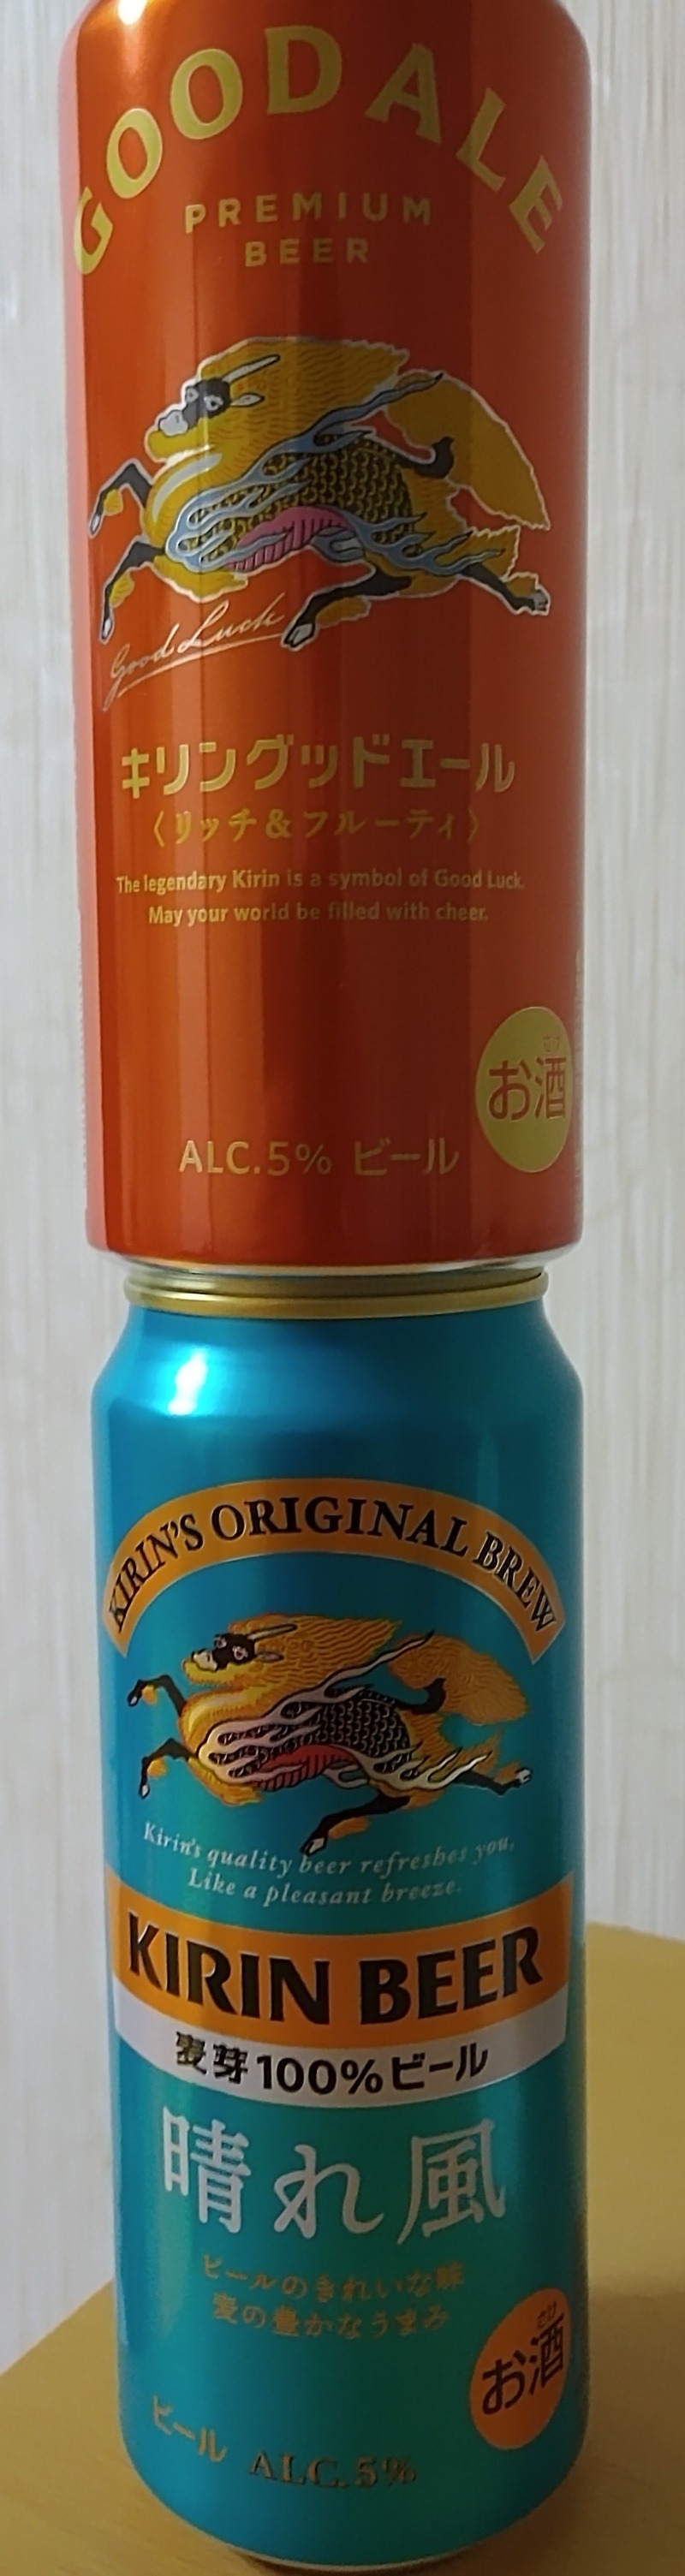 GOOD ALE
PREMIUM
BEER
Good Luck
キリングッドエール
〈リッチ&フルーティ〉
The legendary Kirin is a symbol of Good Luck.
May your world be filled with cheer.
お酒
ALC.5% ビール
KIRIN'S ORIGINAL BREW
Kirin's quality beer refreshes you,
Like a pleasant breeze.
KIRIN BEER
麦芽100%ビール
晴れ風
ビールのきれいな味
麦の豊かなうまみ
さけ
お酒
ビール ALC.5%